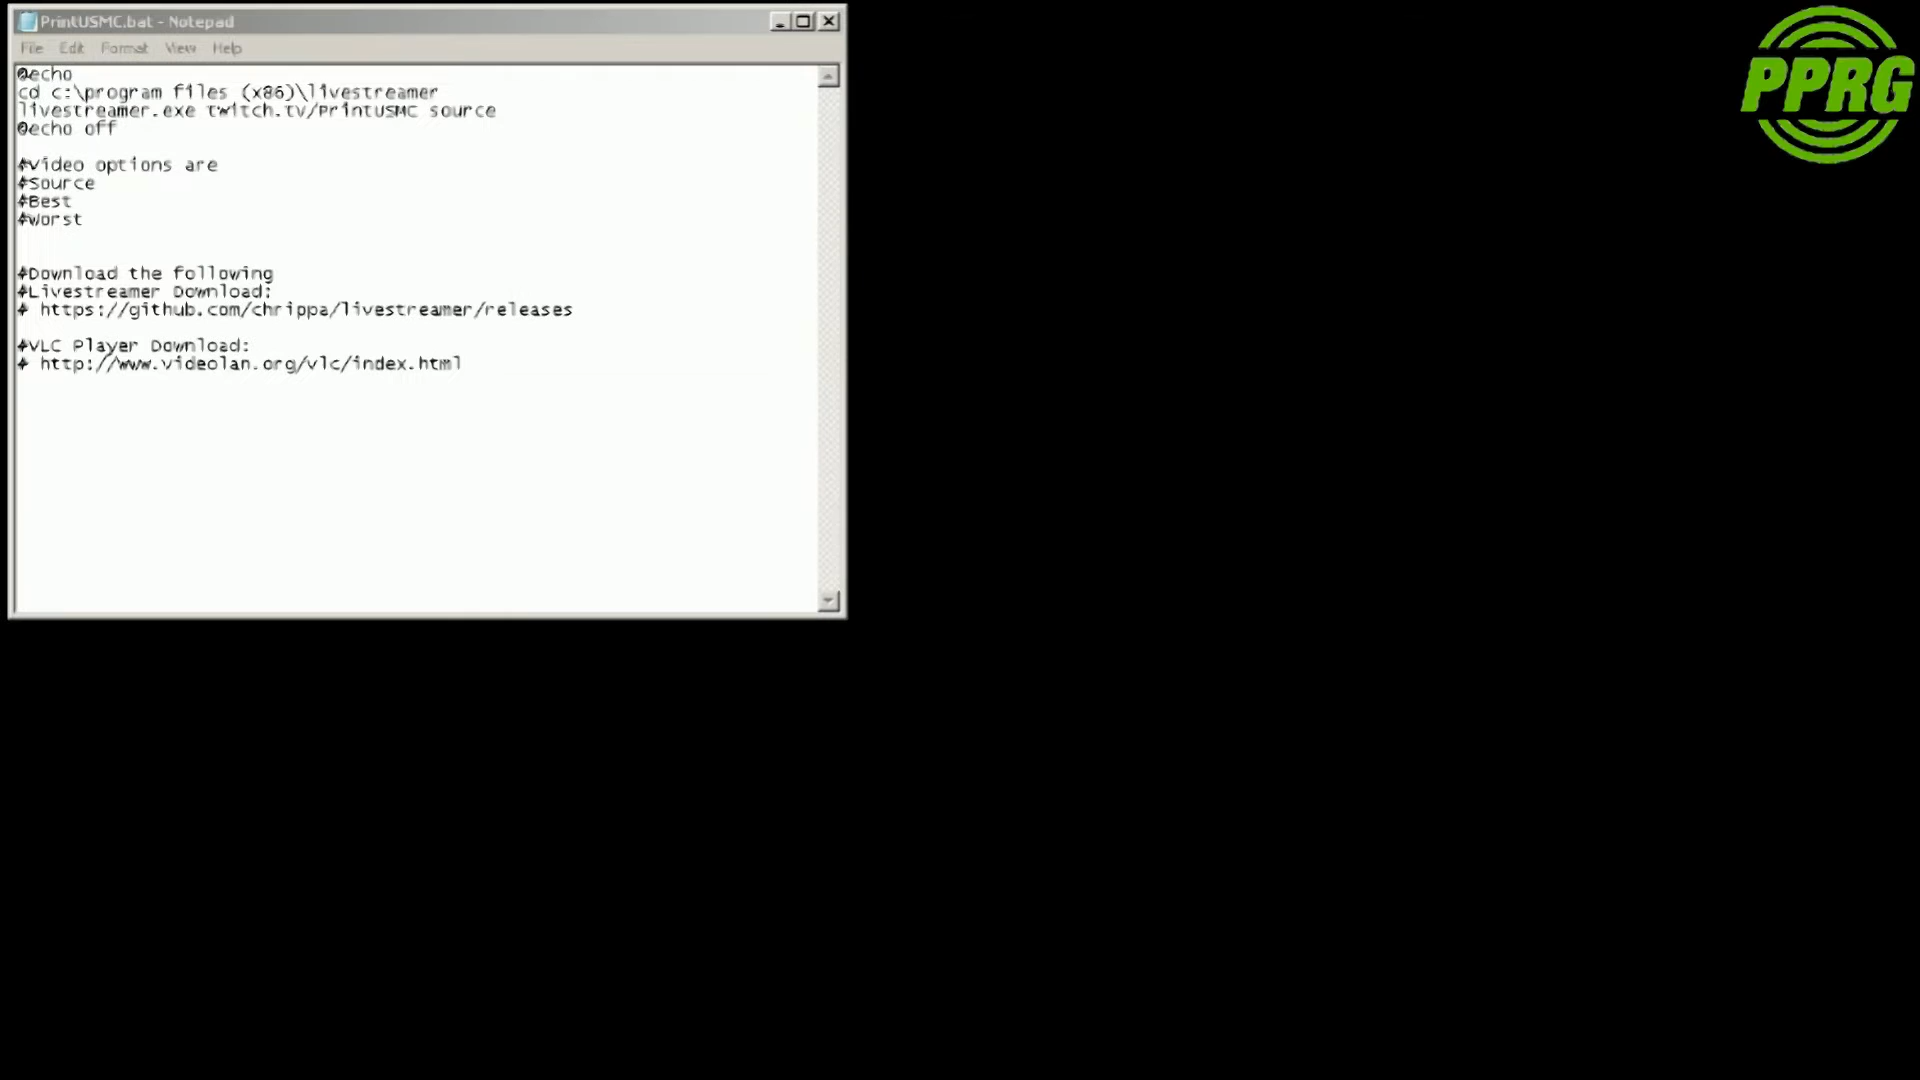 PrintUSMC.bat - Notepad
File Edit Format View Help
@echo
cd c:\program files (x86)\livestreamer
livestreamer.exe twitch.tv/PrintUSMC source
@echo off
#Video options are
#Source
#Best
#Worst
#Download the following
#Livestreamer Download:
# https://github.com/chrippa/livestreamer/releases
#VLC Player Download:
# http://www.videolan.org/vlc/index.html
PPRG